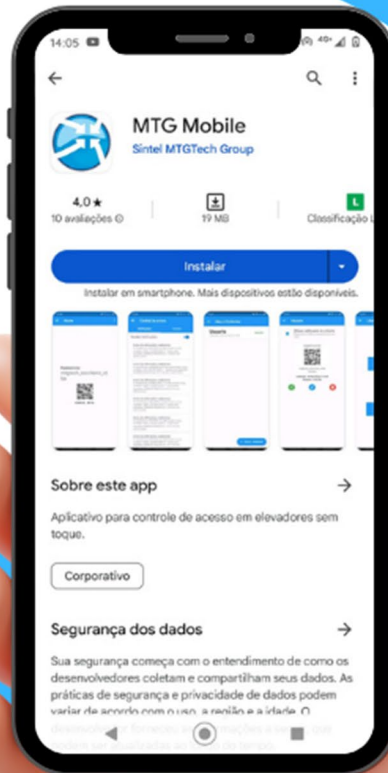 14:05
4G+
MTG Mobile
Sintel MTGTech Group
4,0 ★
10 avaliações
19 MB
L
Classificação L
Instalar
Instalar em smartphone. Mais dispositivos estão disponíveis.
Sobre este app
Aplicativo para controle de acesso em elevadores sem
toque.
Corporativo
Segurança dos dados
Sua segurança começa com o entendimento de como os
desenvolvedores coletam e compartilham seus dados. As
práticas de segurança e privacidade de dados podem
variar de acordo com o uso, a região e a idade. O